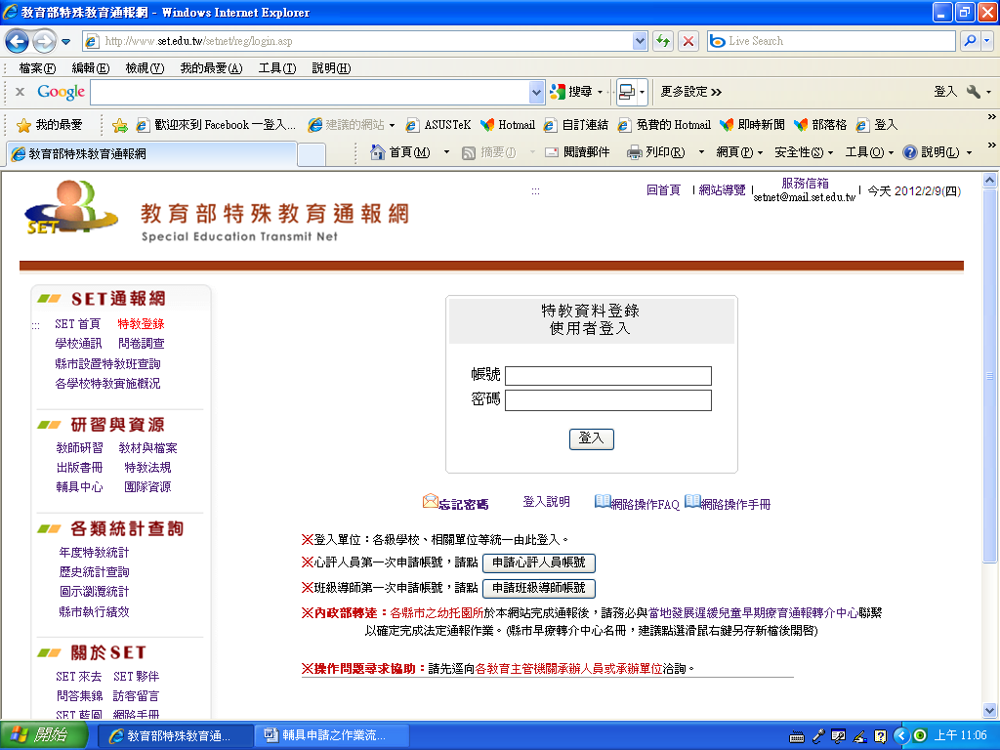 教育部特殊教育通報網 - Windows Internet Explorer
http://www.set.edu.tw/setnet/reg/login.asp
Live Search
檔案(F) 編輯(E) 檢視(V) 我的最愛(A) 工具(T) 說明(H)
x Google 搜尋 更多設定 >> 登入
我的最愛 歡迎來到 Facebook －登入... 建議的網站 ASUSTeK Hotmail 自訂連結 免費的 Hotmail 即時新聞 部落格 登入 >>
教育部特殊教育通報網 首頁(M) 摘要(J) 閱讀郵件 列印(R) 網頁(P) 安全性(S) 工具(O) 說明(L) >>
SET
教育部特殊教育通報網
Special Education Transmit Net
::: 回首頁 | 網站導覽 | 服務信箱 setnet@mail.set.edu.tw | 今天 2012/2/9(四)
SET通報網
::: SET 首頁 特教登錄
學校通訊 問卷調查
縣市設置特教班查詢
各學校特教實施概況
研習與資源
教師研習 教材與檔案
出版書冊 特教法規
輔具中心 團隊資源
各類統計查詢
年度特教統計
歷史統計查詢
圖示瀏覽統計
縣市執行績效
關於SET
SET 來去 SET 夥伴
問答集錦 訪客留言
SET 藍圖 網路手冊
特教資料登錄
使用者登入
帳號
密碼
登入
忘記密碼 登入說明 網路操作FAQ 網路操作手冊
※登入單位：各級學校、相關單位等統一由此登入。
※心評人員第一次申請帳號，請點 申請心評人員帳號
※班級導師第一次申請帳號，請點 申請班級導師帳號
※內政部轉達：各縣市之幼托園所於本網站完成通報後，請務必與當地發展遲緩兒童早期療育通報轉介中心聯繫
以確定完成法定通報作業。(縣市早療轉介中心名冊，建議點選滑鼠右鍵另存新檔後開啓)
※操作問題尋求協助：請先逕向各教育主管機關承辦人員或承辦單位洽詢。
開始 教育部特殊教育通... 輔具申請之作業流... 上午 11:06